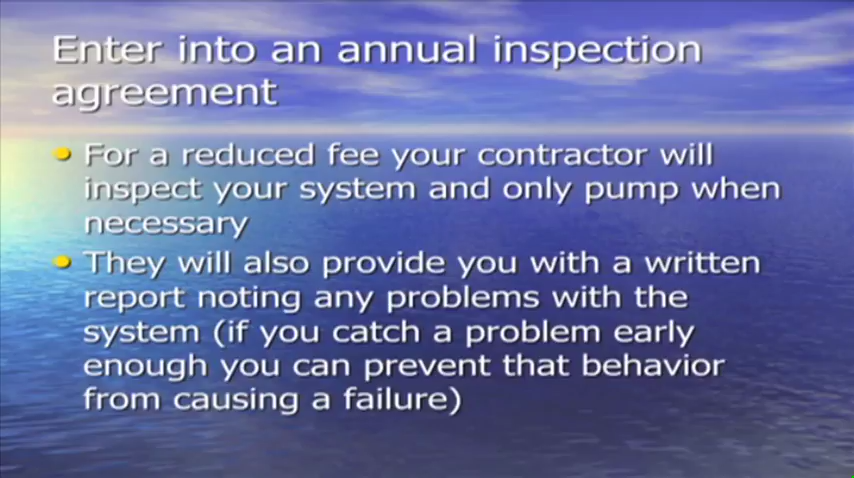 Enter into an annual inspection
agreement
• For a reduced fee your contractor will
inspect your system and only pump when
necessary
• They will also provide you with a written
report noting any problems with the
system (if you catch a problem early
enough you can prevent that behavior
from causing a failure)